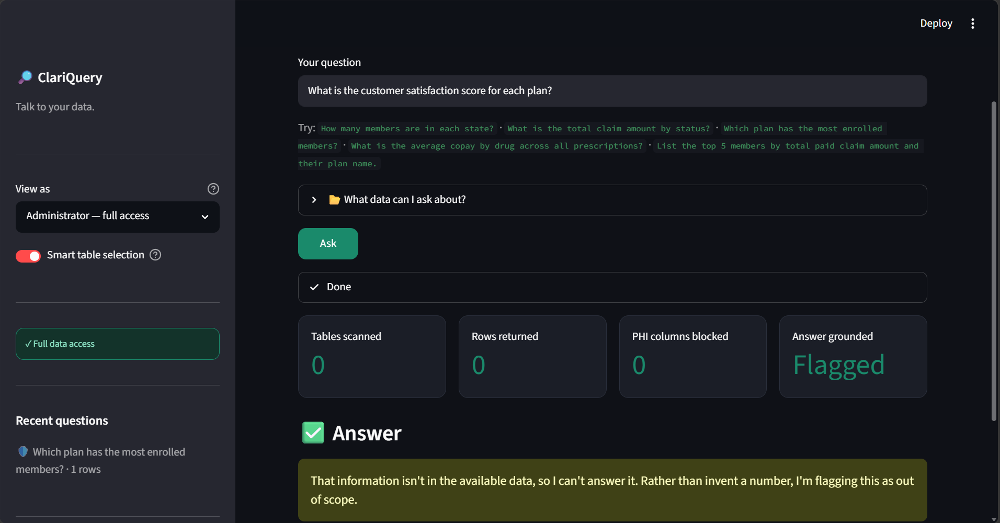 Deploy
ClariQuery
Talk to your data.
View as
Administrator — full access
Smart table selection
✓ Full data access
Recent questions
Which plan has the most enrolled
members? · 1 rows
Your question
What is the customer satisfaction score for each plan?
Try: How many members are in each state? · What is the total claim amount by status? · Which plan has the most enrolled
members? · What is the average copay by drug across all prescriptions? · List the top 5 members by total paid claim amount and
their plan name.
What data can I ask about?
Ask
Done
Tables scanned
0
Rows returned
0
PHI columns blocked
0
Answer grounded
Flagged
Answer
That information isn't in the available data, so I can't answer it. Rather than invent a number, I'm flagging this as out
of scope.